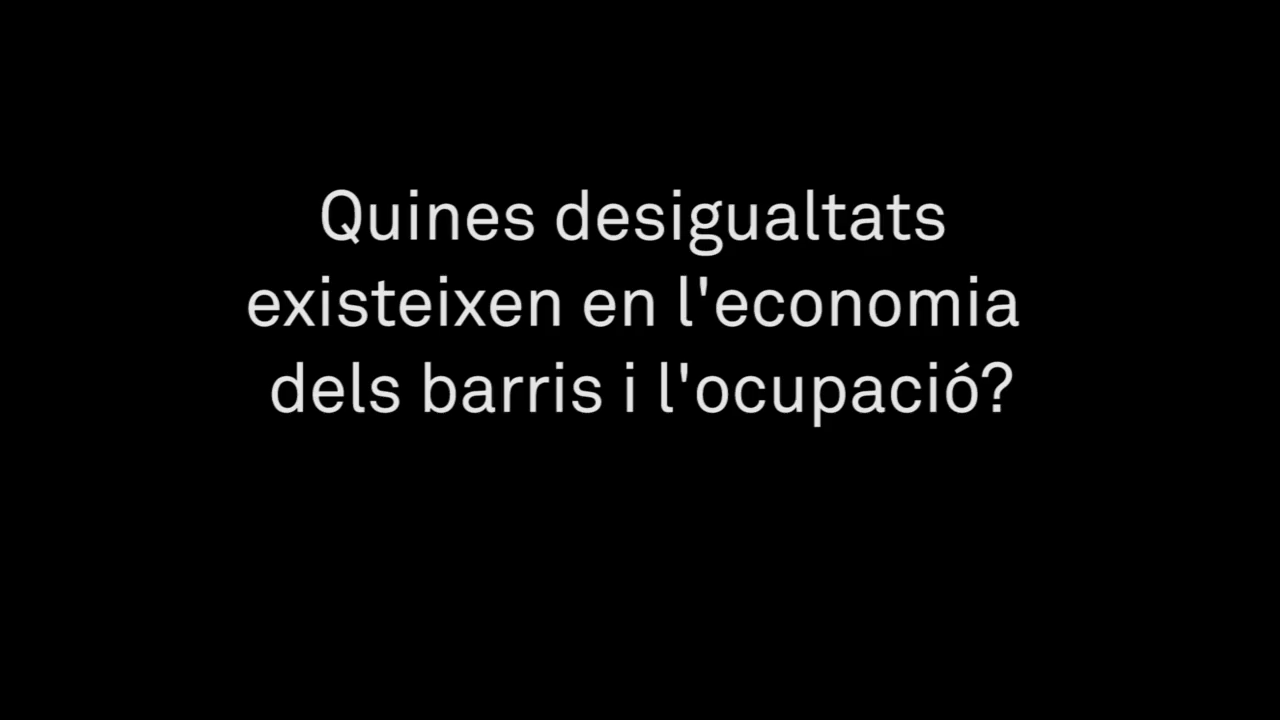 Quines desigualtats
existeixen en l'economia
dels barris i l'ocupació?